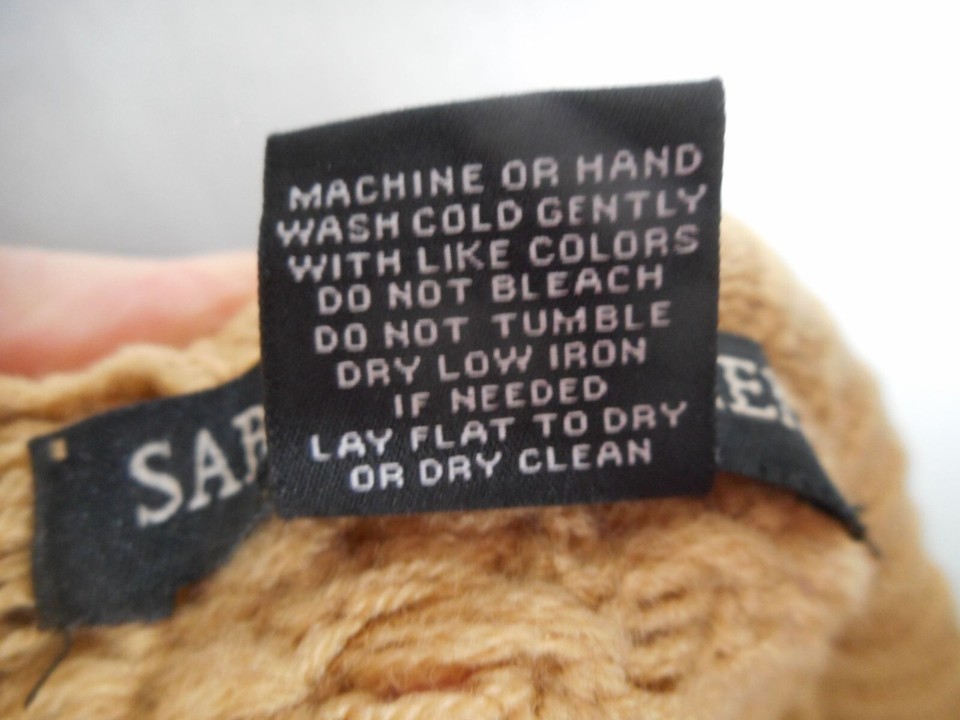 MACHINE OR HAND
WASH COLD GENTLY
WITH LIKE COLORS
DO NOT BLEACH
DO NOT TUMBLE
DRY LOW IRON
IF NEEDED
LAY FLAT TO DRY
OR DRY CLEAN